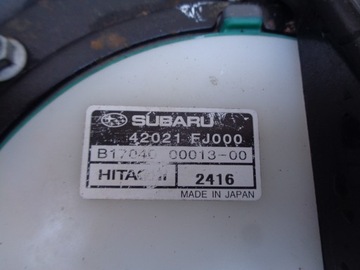 SUBARU
42021 FJ000
B17040 00013-00
HITACHI 2416
MADE IN JAPAN